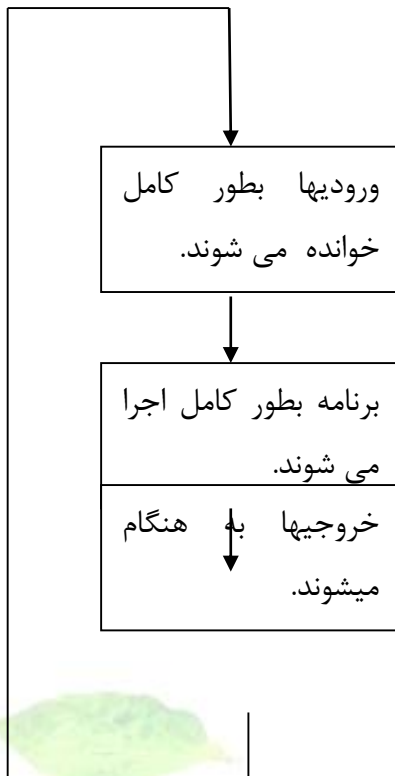 ورودیها بطور کامل
خوانده می شوند.
برنامه بطور کامل اجرا
می شوند.
خروجیها به هنگام
میشوند.